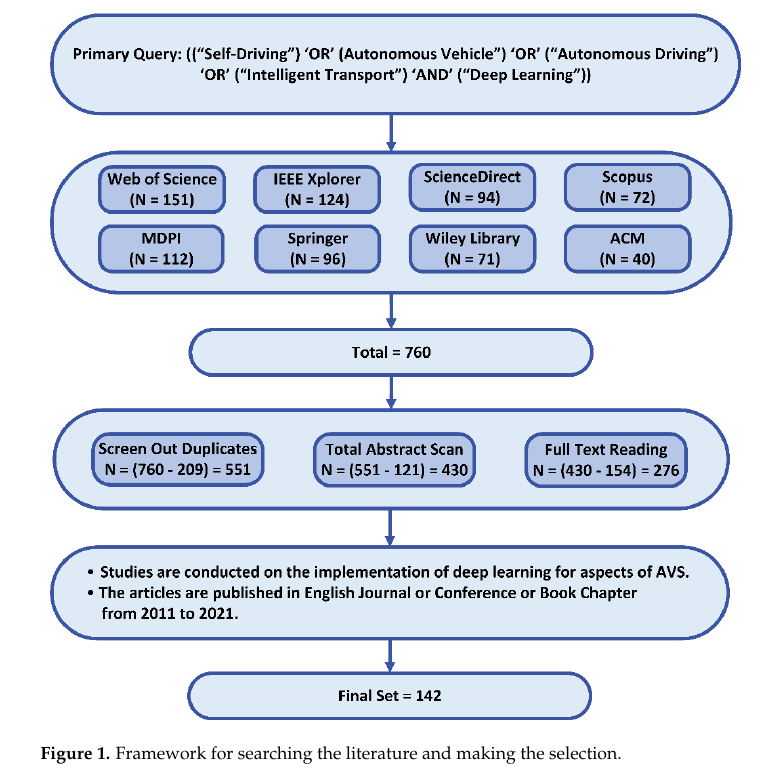 Primary Query: ((“Self-Driving”) ‘OR’ (Autonomous Vehicle”) ‘OR’ (“Autonomous Driving”)
‘OR’ (“Intelligent Transport”) ‘AND’ (“Deep Learning”))
Web of Science
(N = 151)
IEEE Xplorer
(N = 124)
ScienceDirect
(N = 94)
Scopus
(N = 72)
MDPI
(N = 112)
Springer
(N = 96)
Wiley Library
(N = 71)
ACM
(N = 40)
Total = 760
Screen Out Duplicates
N = (760 - 209) = 551
Total Abstract Scan
N = (551 - 121) = 430
Full Text Reading
N = (430 - 154) = 276
• Studies are conducted on the implementation of deep learning for aspects of AVS.
• The articles are published in English Journal or Conference or Book Chapter
from 2011 to 2021.
Final Set = 142
Figure 1. Framework for searching the literature and making the selection.